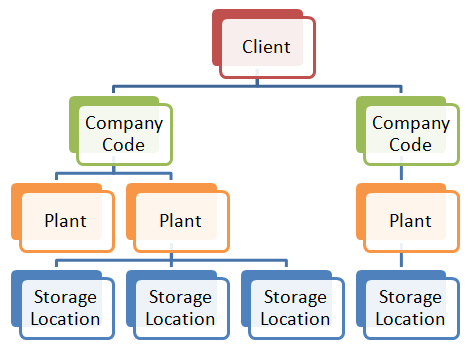 Client
Company
Code
Company
Code
Plant
Plant
Plant
Storage
Location
Storage
Location
Storage
Location
Storage
Location